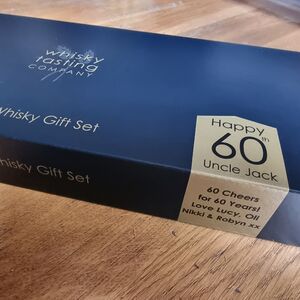 whisky
tasting
COMPANY
Whisky Gift Set
Whisky Gift Set
Happy
60th
Uncle Jack
60 Cheers
for 60 Years!
Love Lucy, Oli
Nikki & Robyn xx